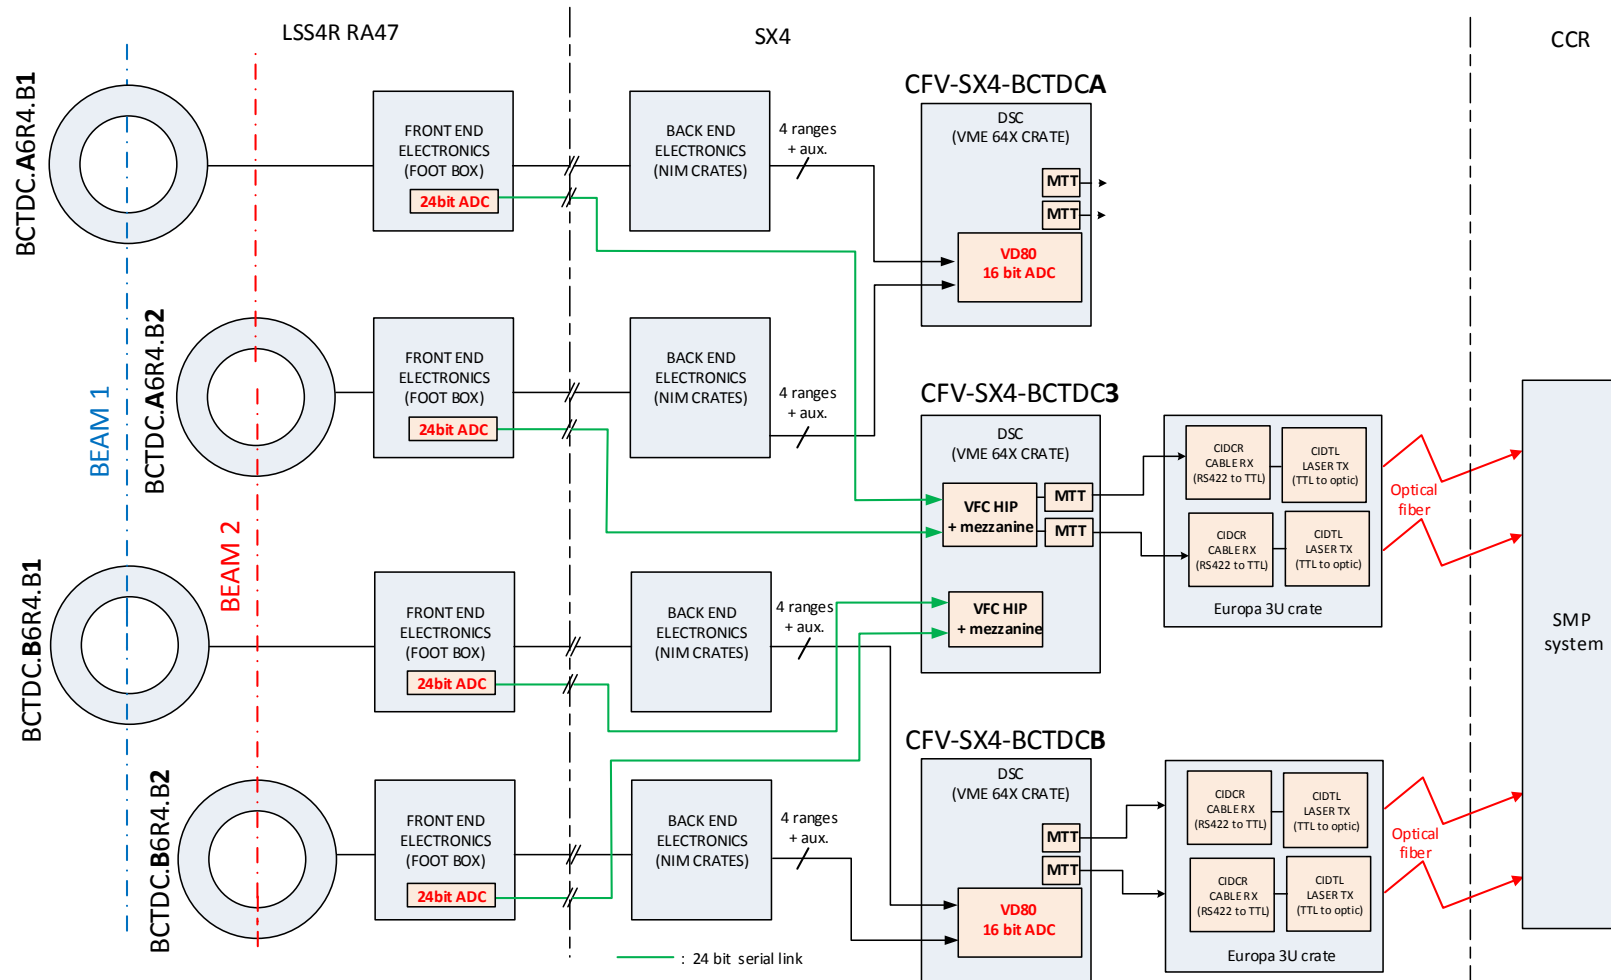 LSS4R RA47
SX4
CCR
BCTDC.A6R4.B1
FRONT END
ELECTRONICS
(FOOT BOX)
24bit ADC
BACK END
ELECTRONICS
(NIM CRATES)
4 ranges
+ aux.
CFV-SX4-BCTDCA
DSC
(VME 64X CRATE)
MTT
MTT
VD80
16 bit ADC
BCTDC.A6R4.B2
FRONT END
ELECTRONICS
(FOOT BOX)
24bit ADC
BACK END
ELECTRONICS
(NIM CRATES)
4 ranges
+ aux.
BEAM 1
BEAM 2
CFV-SX4-BCTDC3
DSC
(VME 64X CRATE)
VFC HIP
+ mezzanine
MTT
MTT
VFC HIP
+ mezzanine
CIDCR
CABLE RX
(RS422 to TTL)
CIDTL
LASER TX
(TTL to optic)
CIDCR
CABLE RX
(RS422 to TTL)
CIDTL
LASER TX
(TTL to optic)
Europa 3U crate
Optical
fiber
SMP
system
BCTDC.B6R4.B1
FRONT END
ELECTRONICS
(FOOT BOX)
24bit ADC
BACK END
ELECTRONICS
(NIM CRATES)
4 ranges
+ aux.
CFV-SX4-BCTDCB
DSC
(VME 64X CRATE)
MTT
MTT
VD80
16 bit ADC
CIDCR
CABLE RX
(RS422 to TTL)
CIDTL
LASER TX
(TTL to optic)
CIDCR
CABLE RX
(RS422 to TTL)
CIDTL
LASER TX
(TTL to optic)
Europa 3U crate
Optical
fiber
BCTDC.B6R4.B2
FRONT END
ELECTRONICS
(FOOT BOX)
24bit ADC
BACK END
ELECTRONICS
(NIM CRATES)
4 ranges
+ aux.
: 24 bit serial link